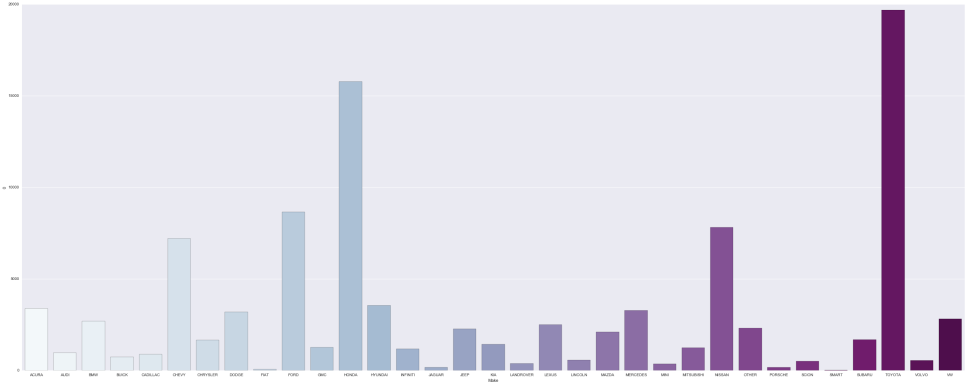 20000
15000
10000
5000
0
ACURA AUDI BMW BUICK CADILLAC CHEVY CHRYSLER DODGE FIAT FORD GMC HONDA HYUNDAI INFINITI JAGUAR JEEP KIA LANDROVER LEXUS LINCOLN MAZDA MERCEDES MINI MITSUBISHI NISSAN OTHER PORSCHE SCION SMART SUBARU TOYOTA VOLVO VW
Make